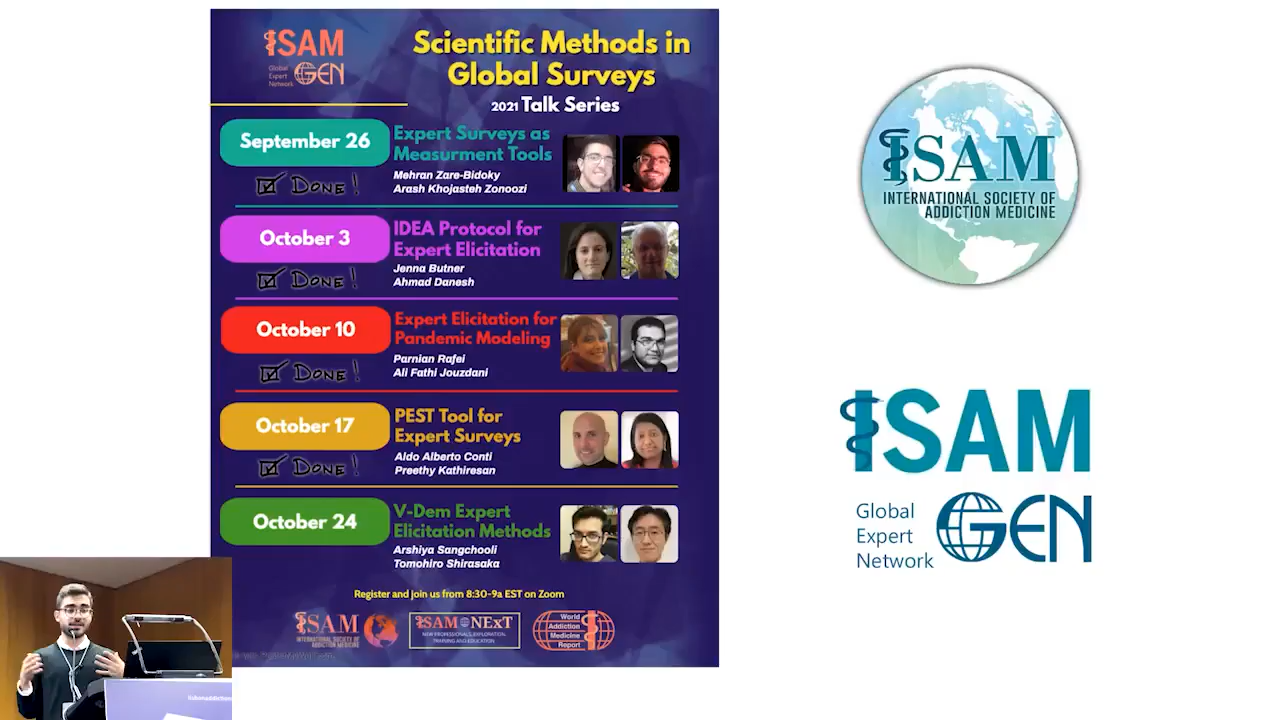 ISAM
Global
Expert
Network
GEN
Scientific Methods in
Global Surveys
2021 Talk Series
September 26
DONE!
Expert Surveys as
Measurment Tools
Mehran Zare-Bidoky
Arash Khojasteh Zonoozi
October 3
DONE!
IDEA Protocol for
Expert Elicitation
Jenna Butner
Ahmad Danesh
October 10
DONE!
Expert Elicitation for
Pandemic Modeling
Parnian Rafei
Ali Fathi Jouzdani
October 17
DONE!
PEST Tool for
Expert Surveys
Aldo Alberto Conti
Preethy Kathiresan
October 24
V-Dem Expert
Elicitation Methods
Arshiya Sangchooli
Tomohiro Shirasaka
Register and join us from 8:30-9a EST on Zoom
ISAM
INTERNATIONAL SOCIETY OF
ADDICTION MEDICINE
ISAM NExT
NEW PROFESSIONALS EXPLORATION,
TRAINING AND EDUCATION
World
Addiction
Medicine
Report
ISAM
INTERNATIONAL SOCIETY OF
ADDICTION MEDICINE
ISAM
Global
Expert
Network
GEN